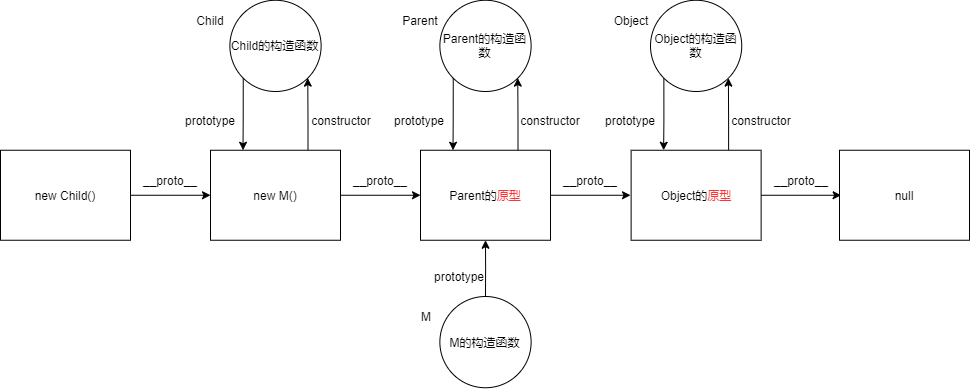 Child
Parent
Object
Child的构造函数
Parent的构造函
数
Object的构造函
数
prototype
constructor
prototype
constructor
prototype
constructor
new Child()
__proto__
new M()
__proto__
Parent的原型
__proto__
Object的原型
__proto__
null
prototype
M
M的构造函数